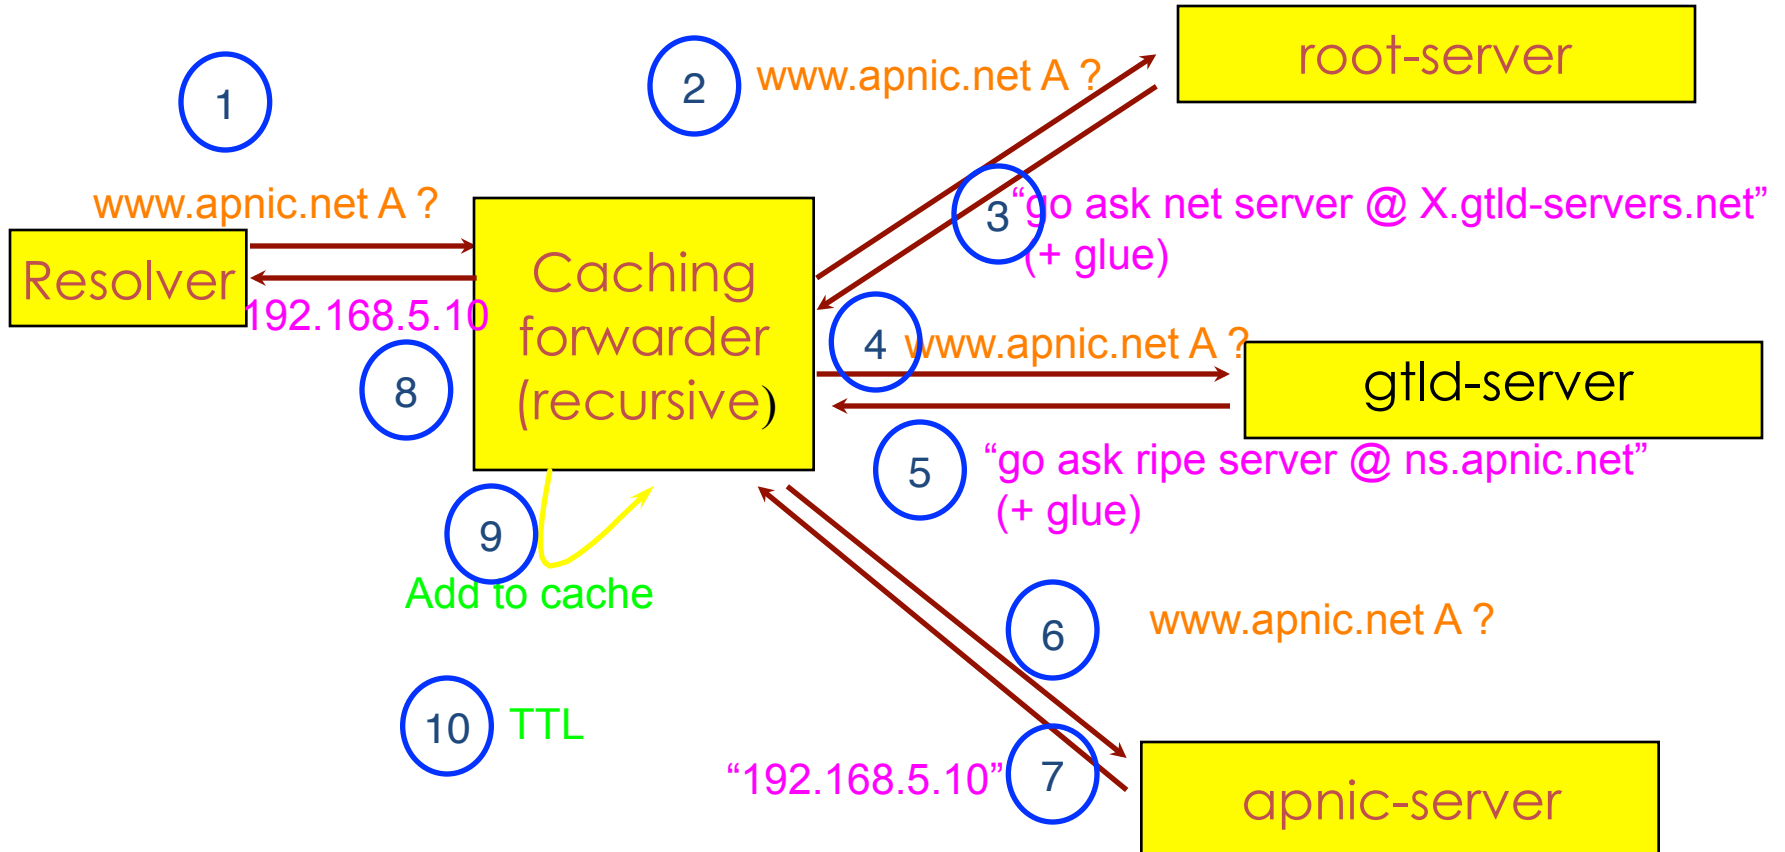 1
2
www.apnic.net A ?
root-server
www.apnic.net A ?
3
“go ask net server @ X.gtld-servers.net”
(+ glue)
Resolver
Caching
forwarder
(recursive)
192.168.5.10
4
www.apnic.net A ?
gtld-server
8
5
“go ask ripe server @ ns.apnic.net”
(+ glue)
9
Add to cache
6
www.apnic.net A ?
10
TTL
“192.168.5.10”
7
apnic-server